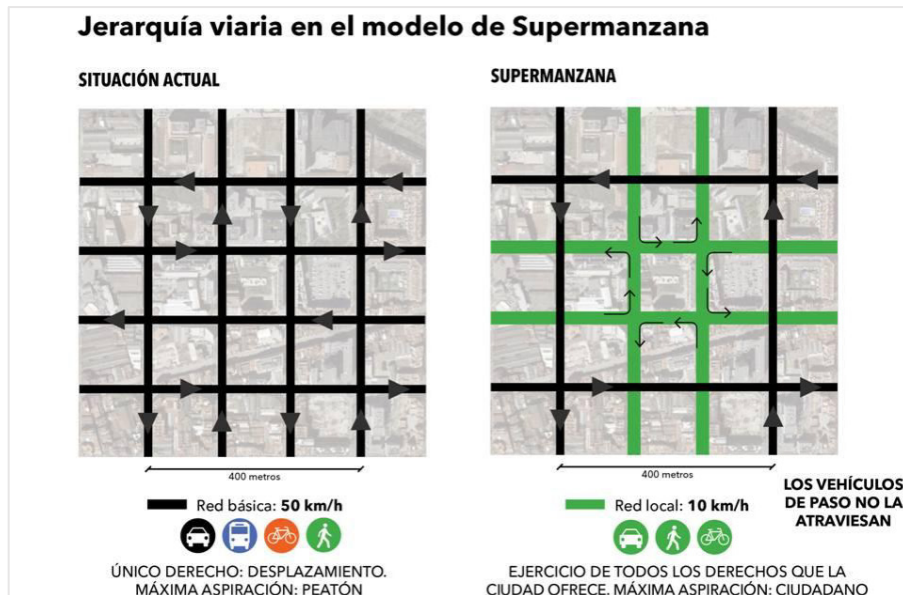 Jerarquía viaria en el modelo de Supermanzana
SITUACIÓN ACTUAL
SUPERMANZANA
400 metros
400 metros
Red básica: 50 km/h
Red local: 10 km/h
LOS VEHÍCULOS
DE PASO NO LA
ATRAVIESAN
ÚNICO DERECHO: DESPLAZAMIENTO.
MÁXIMA ASPIRACIÓN: PEATÓN
EJERCICIO DE TODOS LOS DERECHOS QUE LA
CIUDAD OFRECE. MÁXIMA ASPIRACIÓN: CIUDADANO